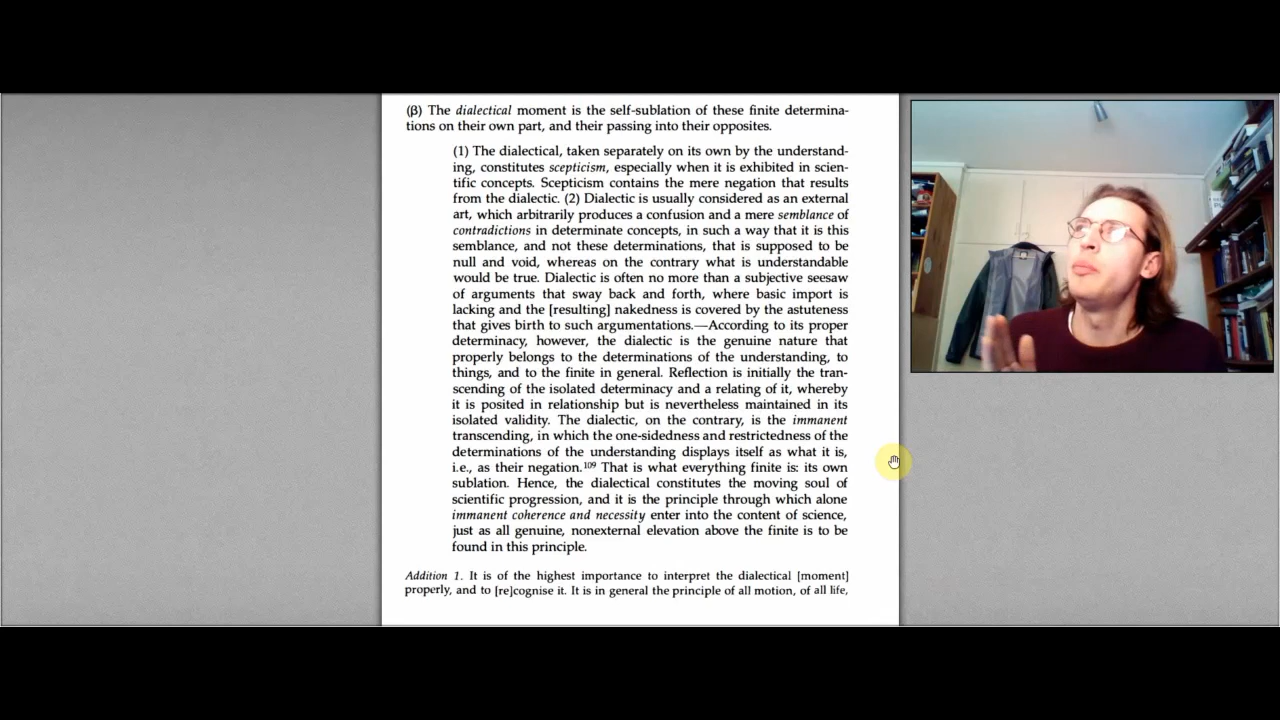 (β) The dialectical moment is the self-sublation of these finite determina-
tions on their own part, and their passing into their opposites.
(1) The dialectical, taken separately on its own by the understand-
ing, constitutes scepticism, especially when it is exhibited in scien-
tific concepts. Scepticism contains the mere negation that results
from the dialectic. (2) Dialectic is usually considered as an external
art, which arbitrarily produces a confusion and a mere semblance of
contradictions in determinate concepts, in such a way that it is this
semblance, and not these determinations, that is supposed to be
null and void, whereas on the contrary what is understandable
would be true. Dialectic is often no more than a subjective seesaw
of arguments that sway back and forth, where basic import is
lacking and the [resulting] nakedness is covered by the astuteness
that gives birth to such argumentations.—According to its proper
determinacy, however, the dialectic is the genuine nature that
properly belongs to the determinations of the understanding, to
things, and to the finite in general. Reflection is initially the tran-
scending of the isolated determinacy and a relating of it, whereby
it is posited in relationship but is nevertheless maintained in its
isolated validity. The dialectic, on the contrary, is the immanent
transcending, in which the one-sidedness and restrictedness of the
determinations of the understanding displays itself as what it is,
i.e., as their negation.109 That is what everything finite is: its own
sublation. Hence, the dialectical constitutes the moving soul of
scientific progression, and it is the principle through which alone
immanent coherence and necessity enter into the content of science,
just as all genuine, nonexternal elevation above the finite is to be
found in this principle.
Addition 1. It is of the highest importance to interpret the dialectical [moment]
properly, and to [re]cognise it. It is in general the principle of all motion, of all life,